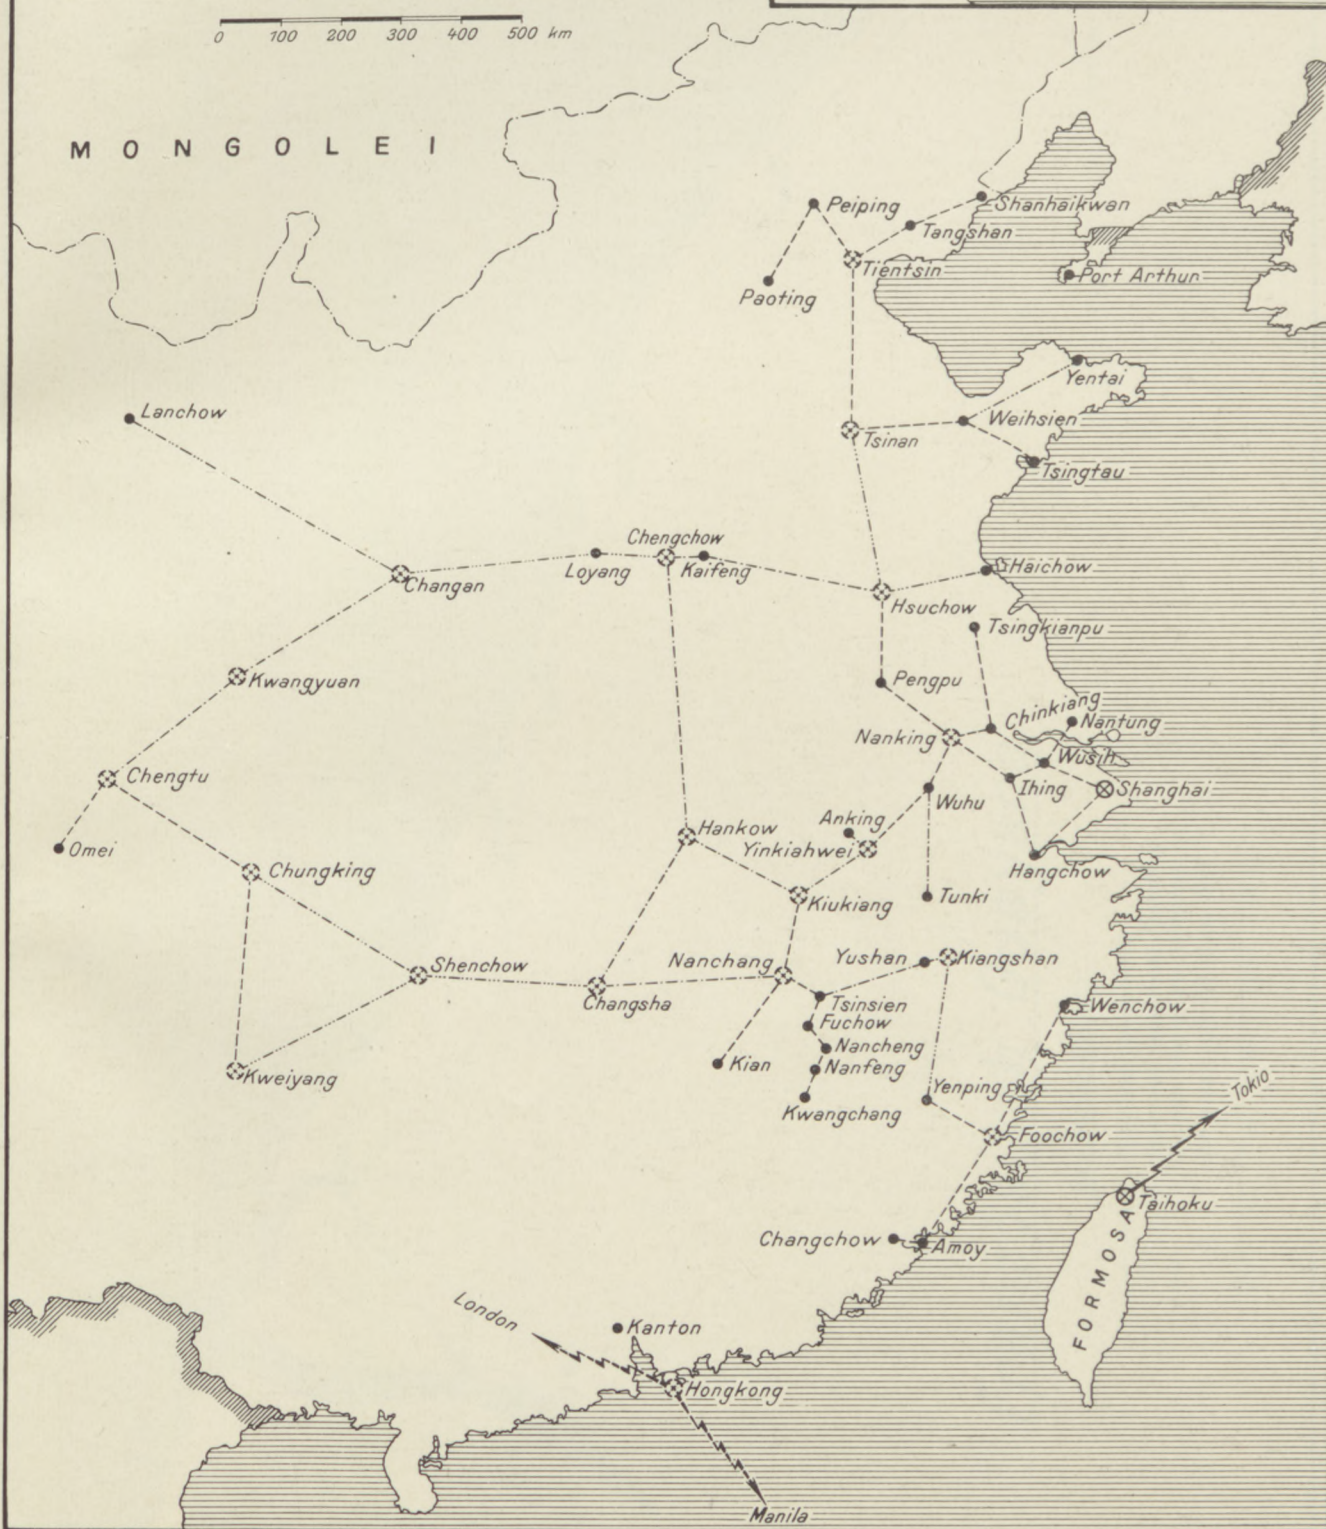 0 100 200 300 400 500 km
MONGOLEI
Peiping
Shanhaikwan
Tangshan
Tientsin
Port Arthur
Paoting
Yentai
Lanchow
Weihsien
Tsinan
Tsingtau
Chengchow
Loyang
Kaifeng
Haichow
Changan
Hsuchow
Tsingkianpu
Kwangyuan
Pengpu
Chinkiang
Nantung
Nanking
Wusih
Chengtu
Ihing
Shanghai
Wuhu
Anking
Hankow
Omei
Yinkiahwei
Chungking
Hangchow
Tunki
Kiukiang
Yushan
Kiangshan
Nanchang
Shenchow
Changsha
Tsinsien
Wenchow
Fuchow
Nancheng
Kian
Nanfeng
Kweiyang
Yenping
Tokio
Kwangchang
Foochow
Taihoku
Changchow
Amoy
FORMOSA
London
Kanton
Hongkong
Manila